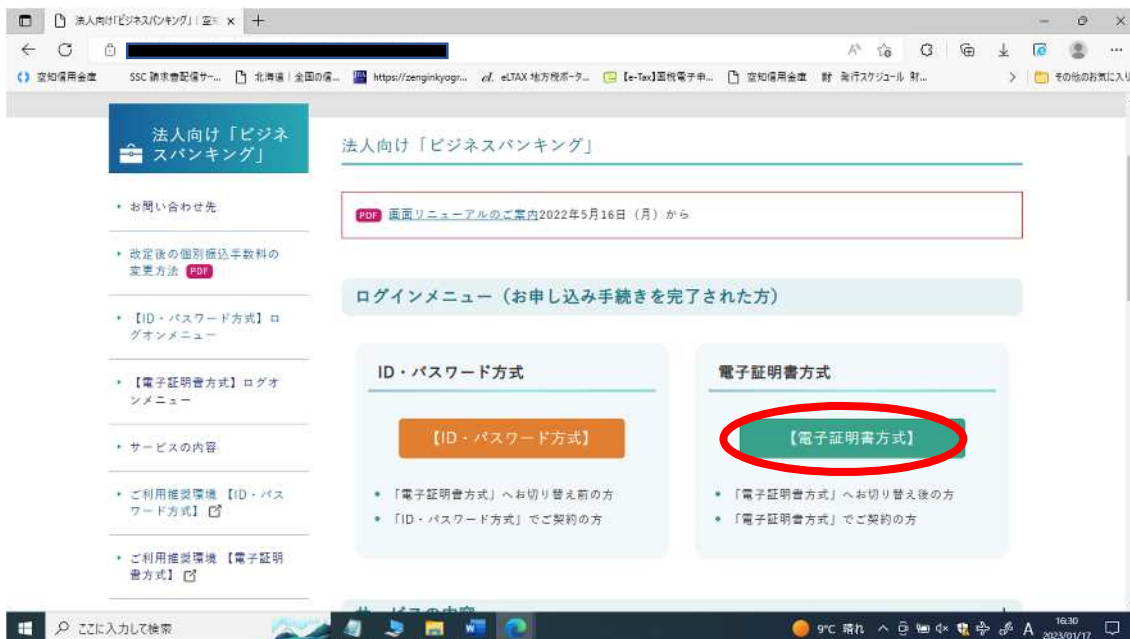 法人向け「ビジネスバンキング」｜空
空知信用金庫
SSC 請求書配信サー...
北海道｜全国の信...
https://zenginkyogr...
eLTAX 地方税ポータ...
【e-Tax】国税電子申...
空知信用金庫
財 発行スケジュール 財...
その他のお気に入り
法人向け「ビジネ
スバンキング」
・お問い合わせ先
・改定後の個別振込手数料の
変更方法 PDF
・【ID・パスワード方式】ロ
グオンメニュー
・【電子証明書方式】ログオ
ンメニュー
・サービスの内容
・ご利用推奨環境 【ID・パス
ワード方式】
・ご利用推奨環境 【電子証明
書方式】
法人向け「ビジネスバンキング」
PDF 画面リニューアルのご案内2022年5月16日（月）から
ログインメニュー（お申し込み手続きを完了された方）
ID・パスワード方式
【ID・パスワード方式】
・「電子証明書方式」へお切り替え前の方
・「ID・パスワード方式」でご契約の方
電子証明書方式
【電子証明書方式】
・「電子証明書方式」へお切り替え後の方
・「電子証明書方式」でご契約の方
サービスの内容
ここに入力して検索
9℃ 晴れ
A
16:30
2023/01/17